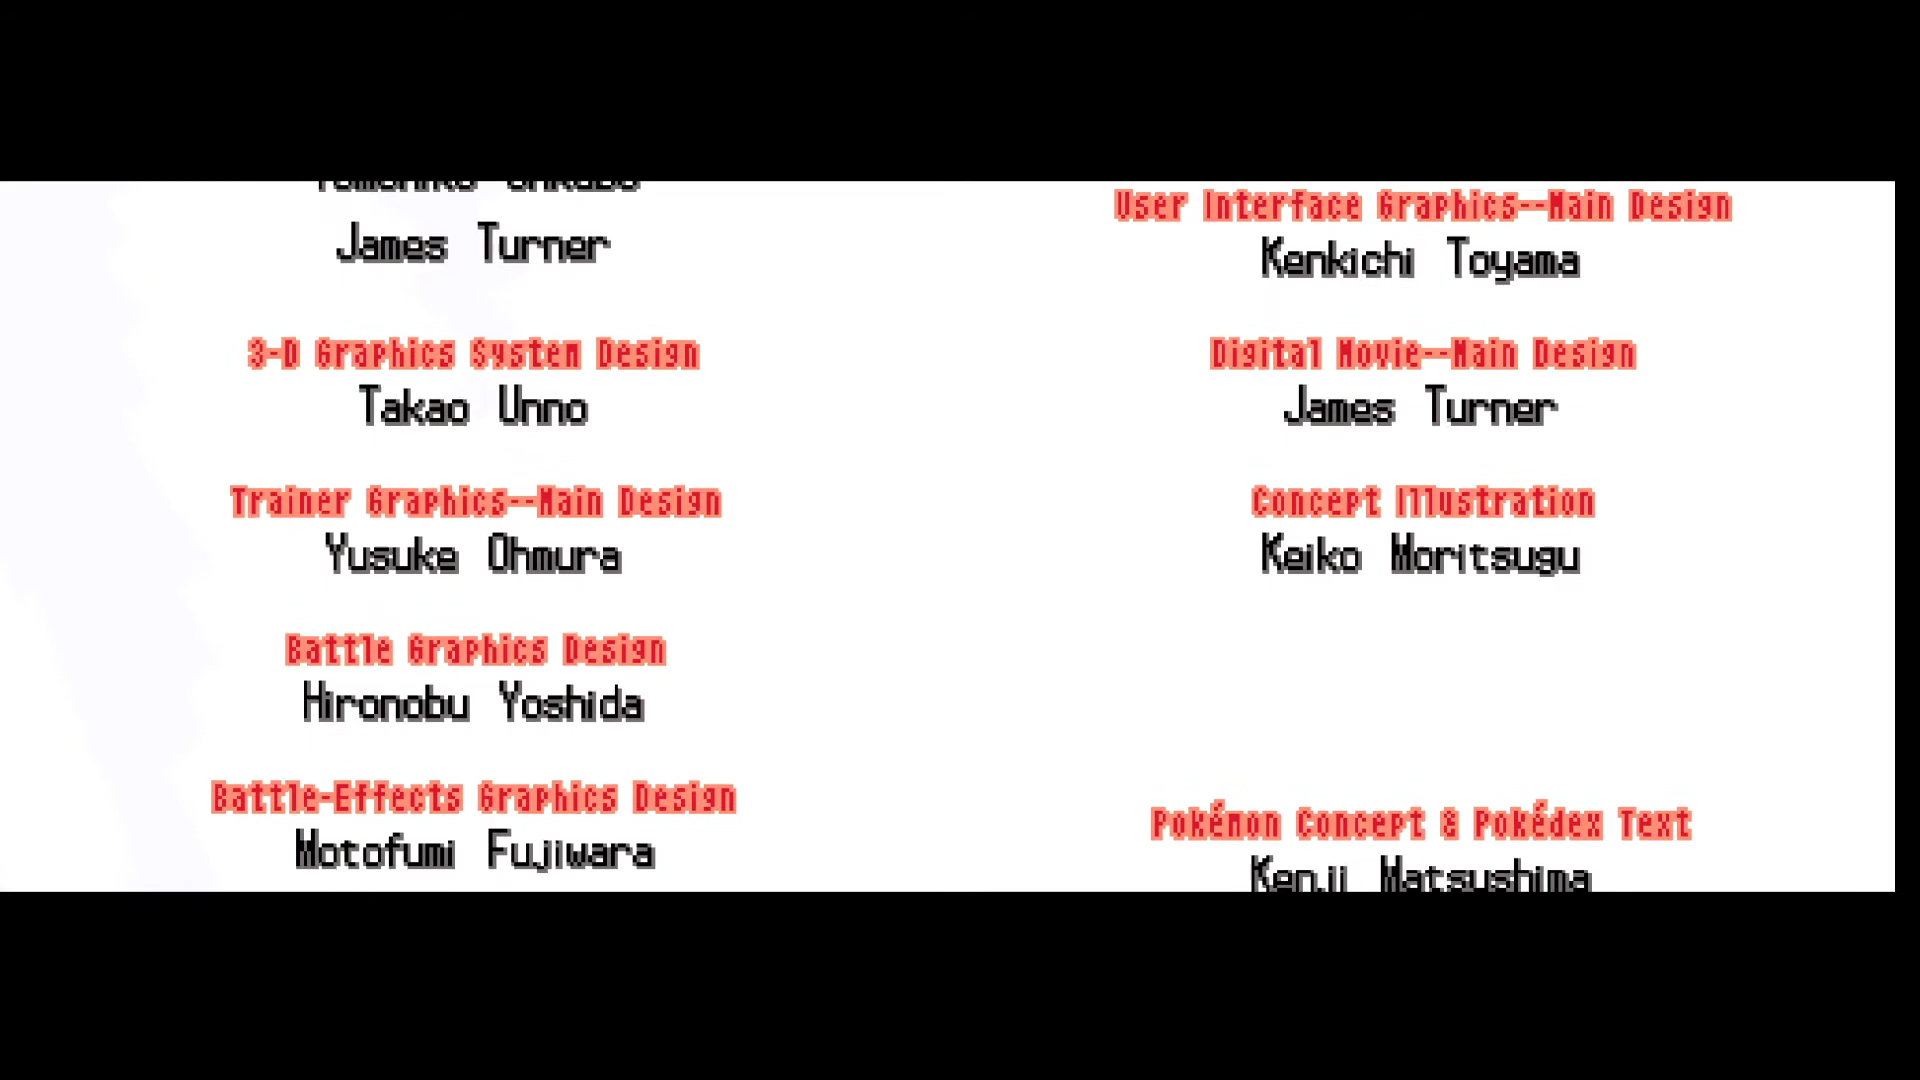 James Turner
3-D Graphics System Design
Takao Unno
Trainer Graphics--Main Design
Yusuke Ohmura
Battle Graphics Design
Hironobu Yoshida
Battle-Effects Graphics Design
Motofumi Fujiwara
User Interface Graphics--Main Design
Kenkichi Toyama
Digital Movie--Main Design
James Turner
Concept Illustration
Keiko Moritsugu
Pokémon Concept & Pokédex Text
Kenji Matsushima